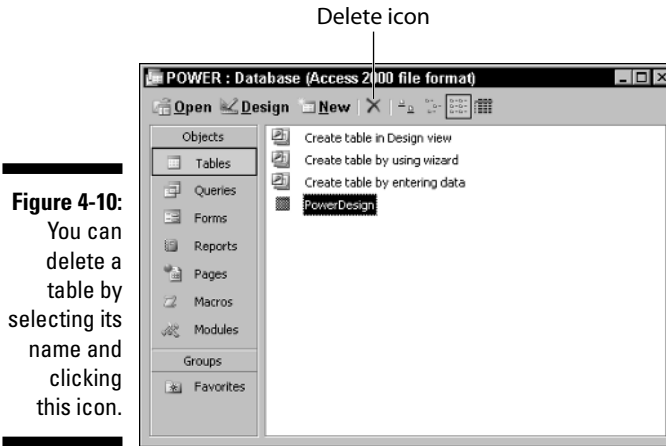 Delete icon
POWER : Database (Access 2000 file format)
Open Design New
Objects
Tables
Queries
Forms
Reports
Pages
Macros
Modules
Groups
Favorites
Create table in Design view
Create table by using wizard
Create table by entering data
PowerDesign
Figure 4-10:
You can
delete a
table by
selecting its
name and
clicking
this icon.